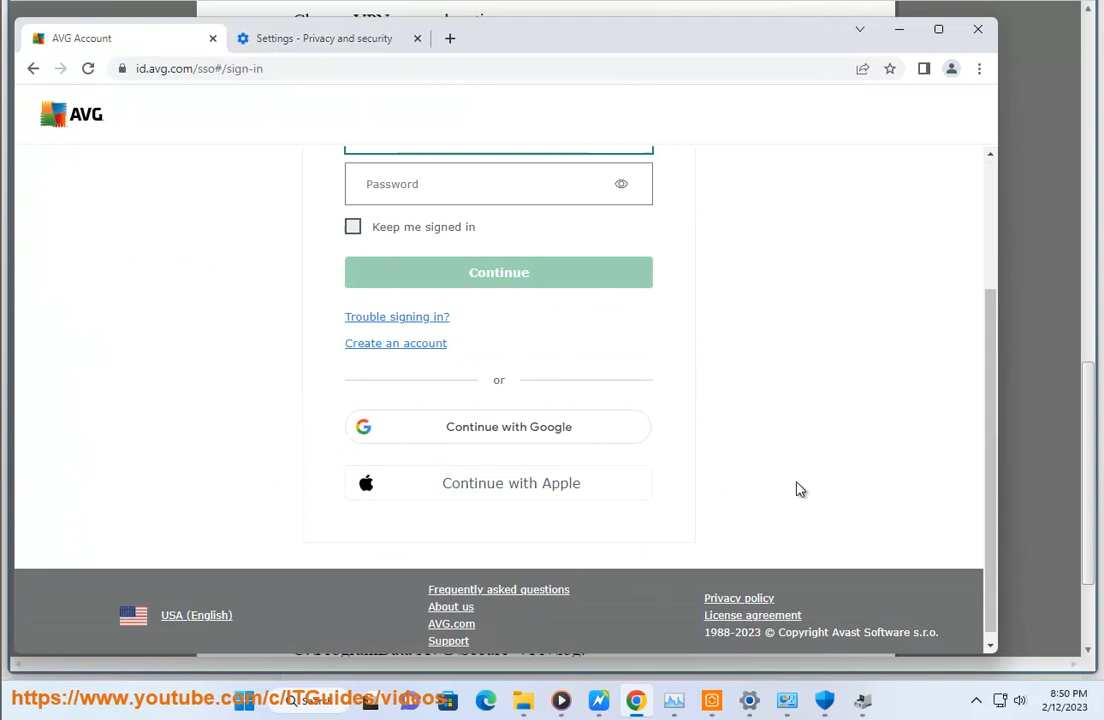 AVG Account
Settings - Privacy and security
id.avg.com/sso#/sign-in
AVG
Password
Keep me signed in
Continue
Trouble signing in?
Create an account
or
Continue with Google
Continue with Apple
USA (English)
Frequently asked questions
About us
AVG.com
Support
Privacy policy
License agreement
1988-2023 © Copyright Avast Software s.r.o.
https://www.youtube.com/c/ITGuides/videos
Search
8:50 PM
2/12/2023